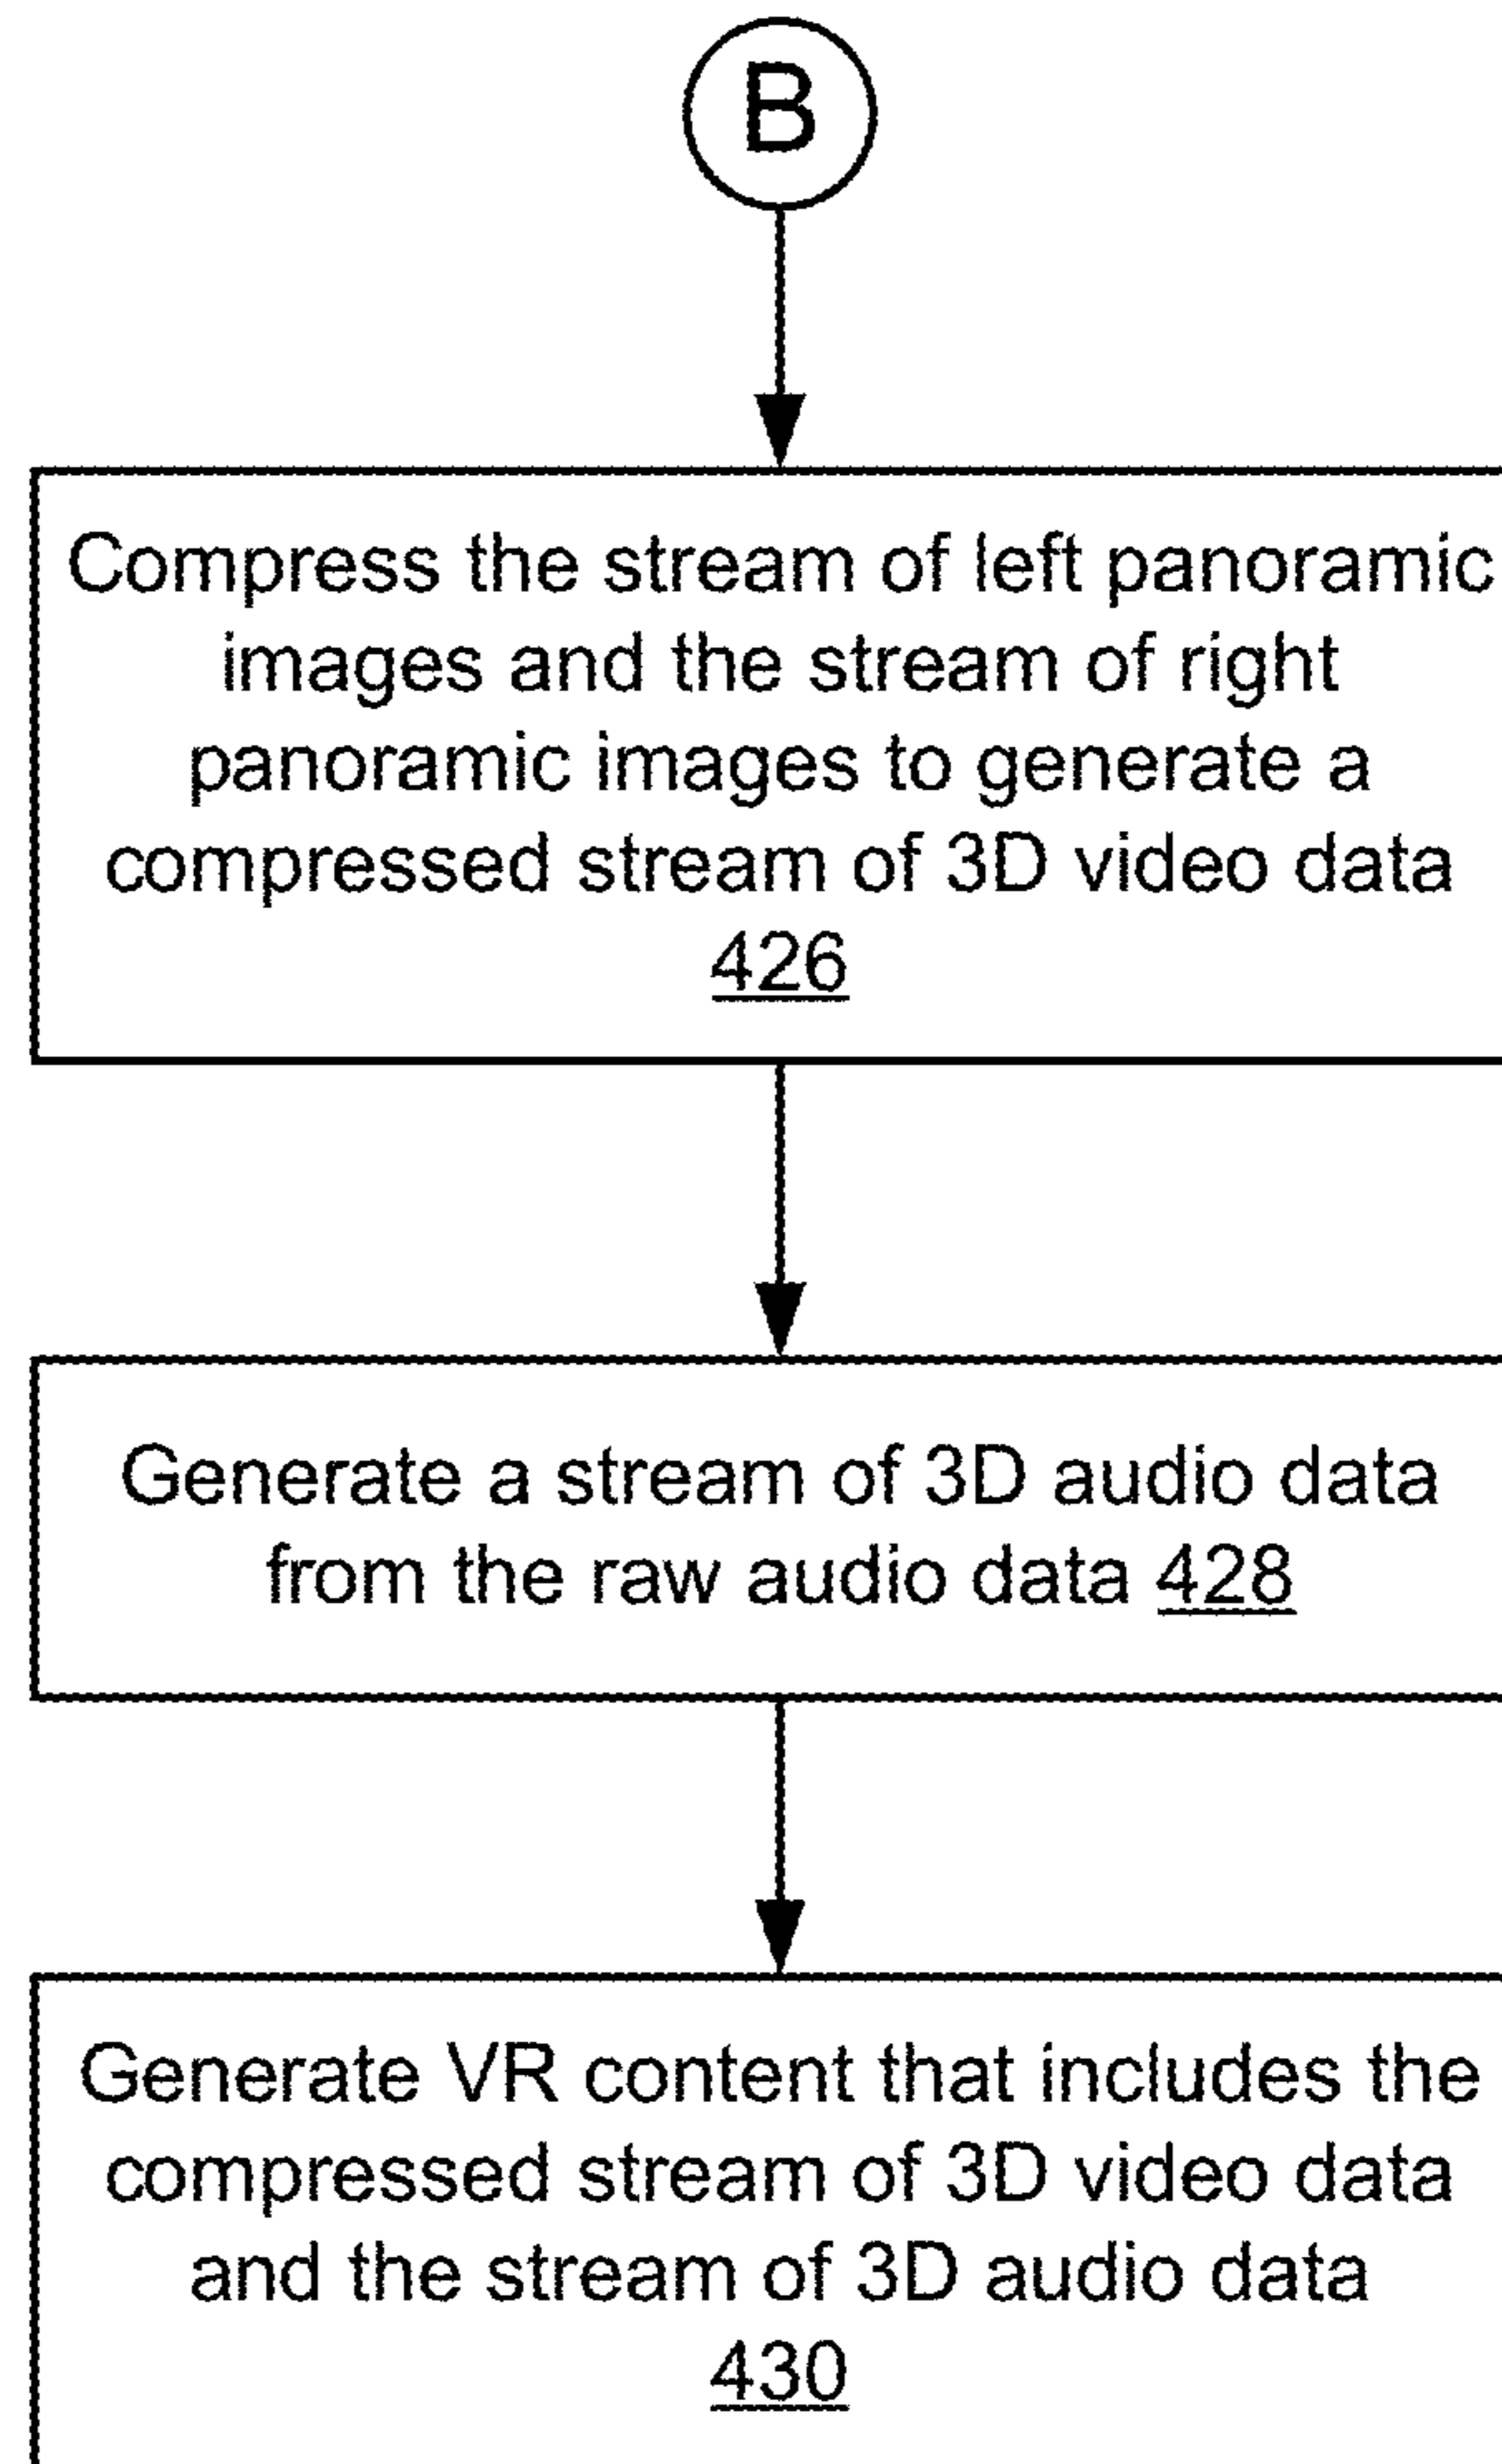 B
Compress the stream of left panoramic
images and the stream of right
panoramic images to generate a
compressed stream of 3D video data
426
Generate a stream of 3D audio data
from the raw audio data 428
Generate VR content that includes the
compressed stream of 3D video data
and the stream of 3D audio data
430